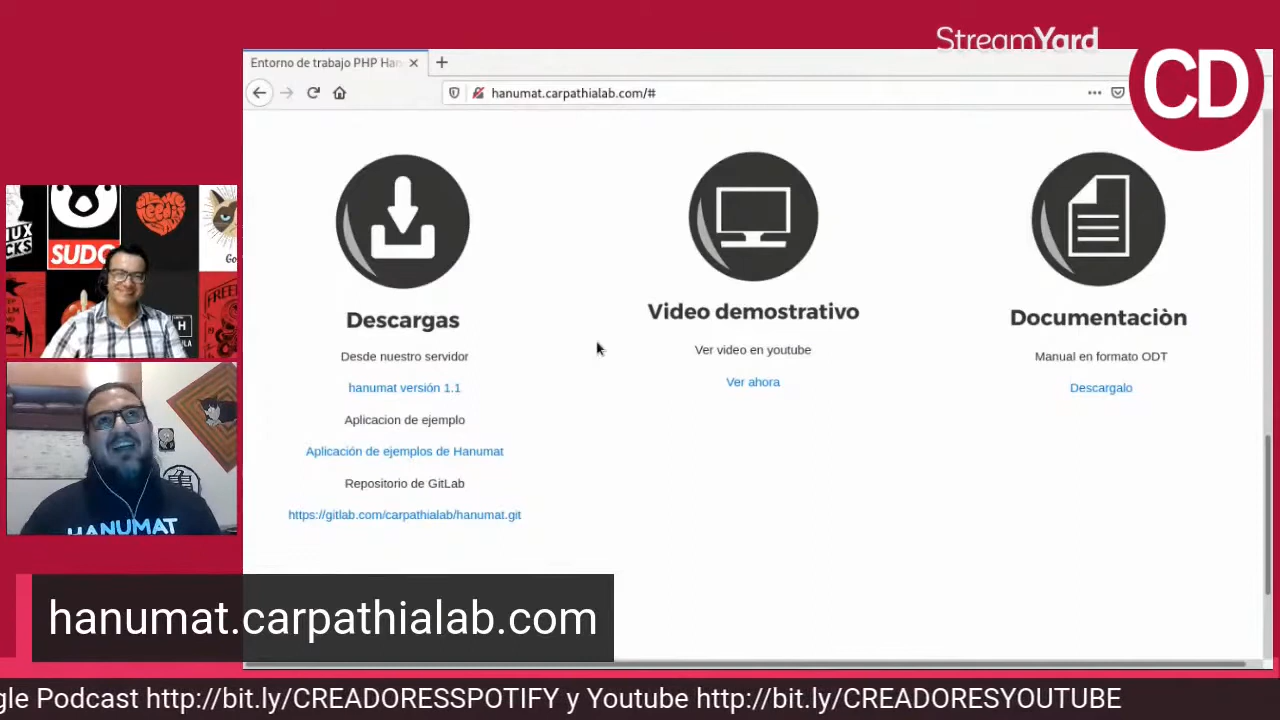 StreamYard
CD
Entorno de trabajo PHP Han
hanumat.carpathialab.com/#
SUDO
HANUMAT
Descargas
Desde nuestro servidor
hanumat versión 1.1
Aplicacion de ejemplo
Aplicación de ejemplos de Hanumat
Repositorio de GitLab
https://gitlab.com/carpathialab/hanumat.git
Video demostrativo
Ver video en youtube
Ver ahora
Documentaciòn
Manual en formato ODT
Descargalo
hanumat.carpathialab.com
gle Podcast http://bit.ly/CREADORESSPOTIFY y Youtube http://bit.ly/CREADORESYOUTUBE